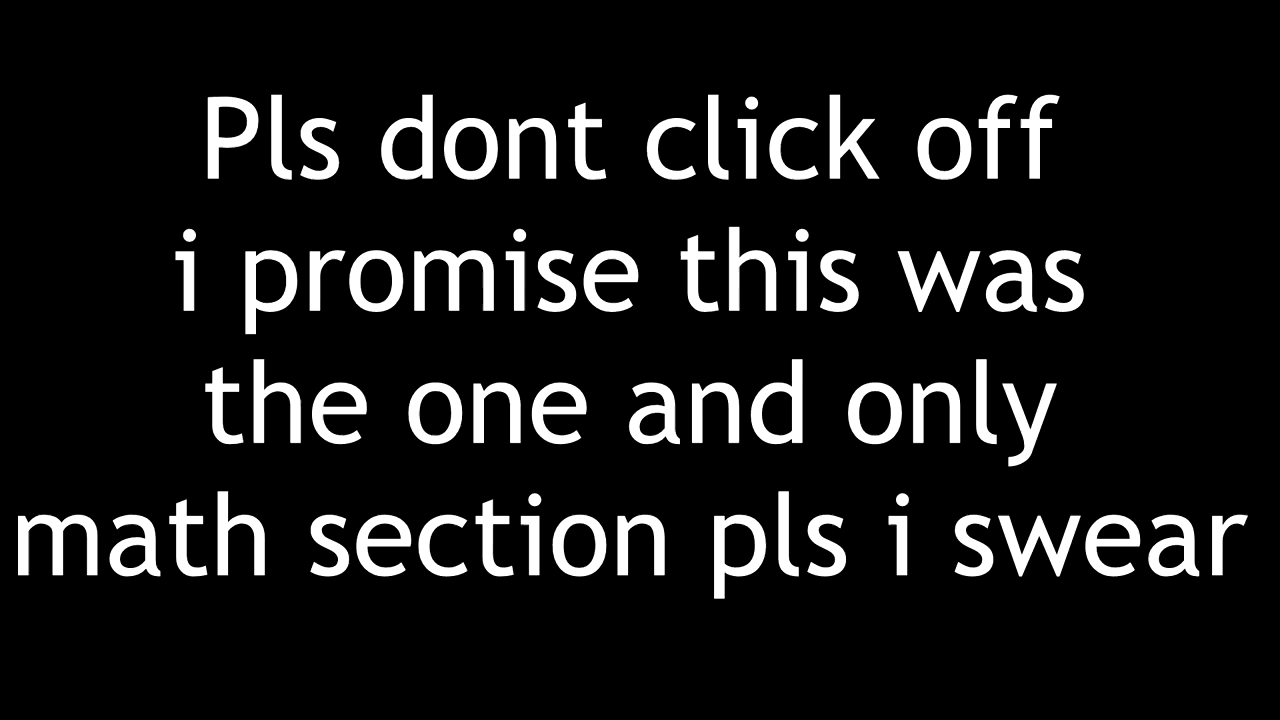 Pls dont click off
i promise this was
the one and only
math section pls i swear